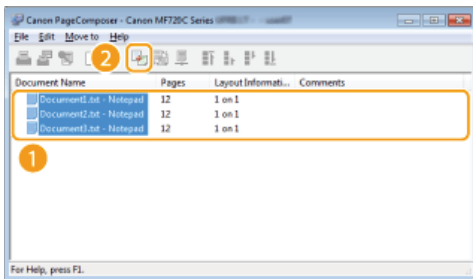 Canon PageComposer - Canon MF720C Series
File Edit Move to Help
2
Document Name Pages Layout Informati... Comments
Document1.txt - Notepad 12 1 on 1
Document2.txt - Notepad 12 1 on 1
Document3.txt - Notepad 12 1 on 1
1
For Help, press F1.